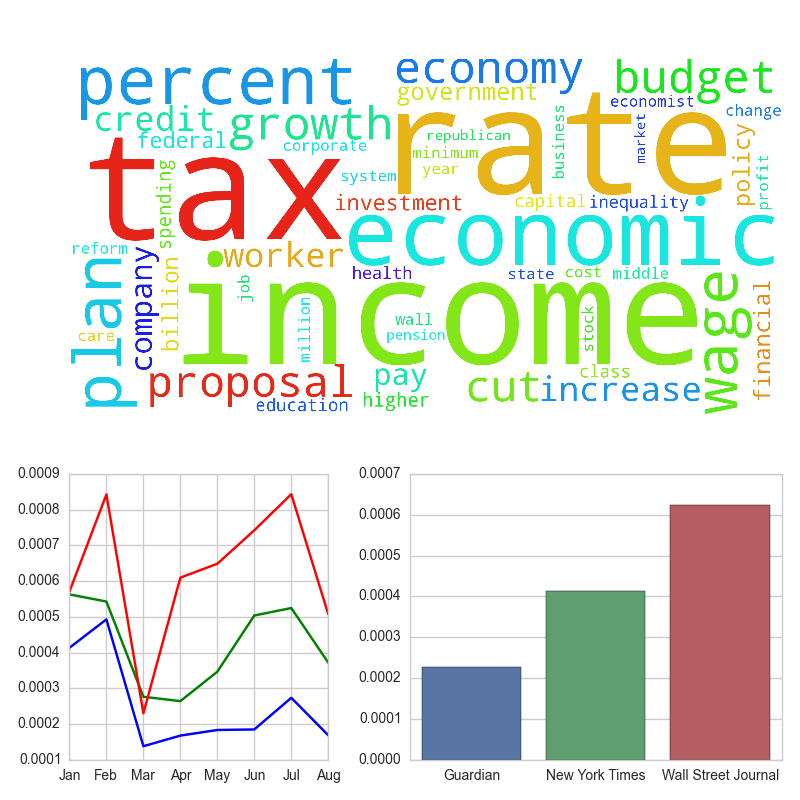 percent
economy
budget
credit
growth
government
economist
change
federal
corporate
republican
minimum
year
business
market
policy
profit
tax
rate
system
spending
investment
capital
inequality
economic
reform
worker
company
billion
plan
job
health
state
cost
middle
income
million
wall
pension
stock
wage
financial
care
class
proposal
pay
cut
increase
education
higher
0.0009
0.0008
0.0007
0.0006
0.0005
0.0004
0.0003
0.0002
0.0001
Jan Feb Mar Apr May Jun Jul Aug
0.0007
0.0006
0.0005
0.0004
0.0003
0.0002
0.0001
0.0000
Guardian New York Times Wall Street Journal